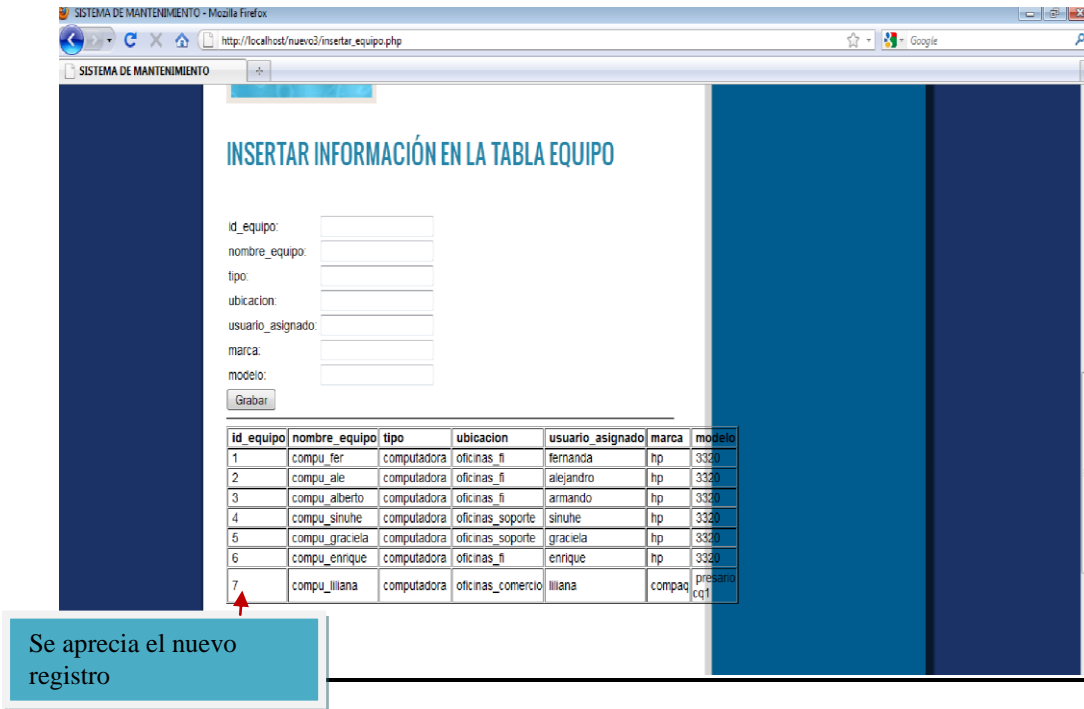 SISTEMA DE MANTENIMIENTO - Mozilla Firefox
http://localhost/nuevo3/insertar_equipo.php
Google
SISTEMA DE MANTENIMIENTO
INSERTAR INFORMACIÓN EN LA TABLA EQUIPO
id_equipo:
nombre_equipo:
tipo:
ubicacion:
usuario_asignado:
marca:
modelo:
Grabar
id_equipo nombre_equipo tipo ubicacion usuario_asignado marca modelo
1 compu_fer computadora oficinas_fi fernanda hp 3320
2 compu_ale computadora oficinas_fi alejandro hp 3320
3 compu_alberto computadora oficinas_fi armando hp 3320
4 compu_sinuhe computadora oficinas_soporte sinuhe hp 3320
5 compu_graciela computadora oficinas_soporte graciela hp 3320
6 compu_enrique computadora oficinas_fi enrique hp 3320
7 compu_liliana computadora oficinas_comercio liliana compaq presario cq1
Se aprecia el nuevo
registro